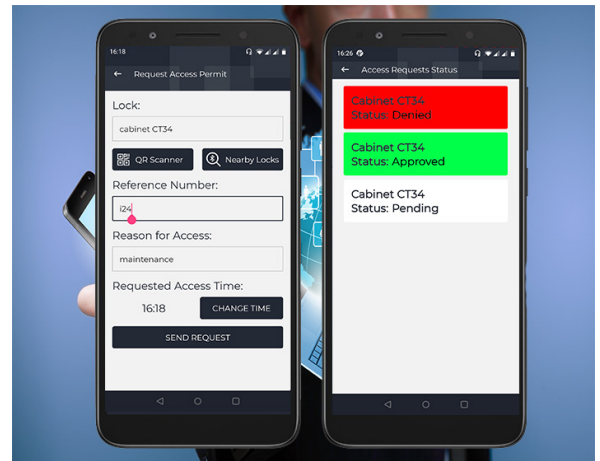 16:18
← Request Access Permit
Lock:
cabinet CT34
QR Scanner
Nearby Locks
Reference Number:
i24
Reason for Access:
maintenance
Requested Access Time:
16:18
CHANGE TIME
SEND REQUEST
16:26
← Access Requests Status
Cabinet CT34
Status: Denied
Cabinet CT34
Status: Approved
Cabinet CT34
Status: Pending